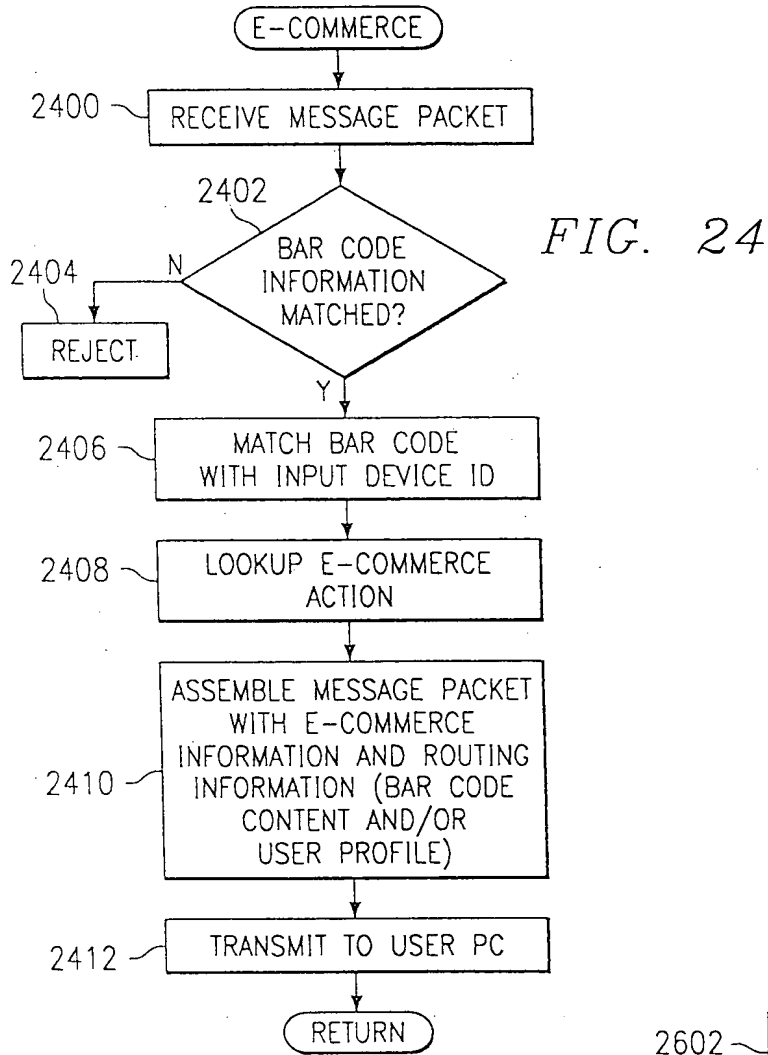 E-COMMERCE
2400
RECEIVE MESSAGE PACKET
2402
FIG. 24
BAR CODE
INFORMATION
MATCHED?
N
2404
REJECT
Y
2406
MATCH BAR CODE
WITH INPUT DEVICE ID
2408
LOOKUP E-COMMERCE
ACTION
2410
ASSEMBLE MESSAGE PACKET
WITH E-COMMERCE
INFORMATION AND ROUTING
INFORMATION (BAR CODE
CONTENT AND/OR
USER PROFILE)
2412
TRANSMIT TO USER PC
RETURN
2602